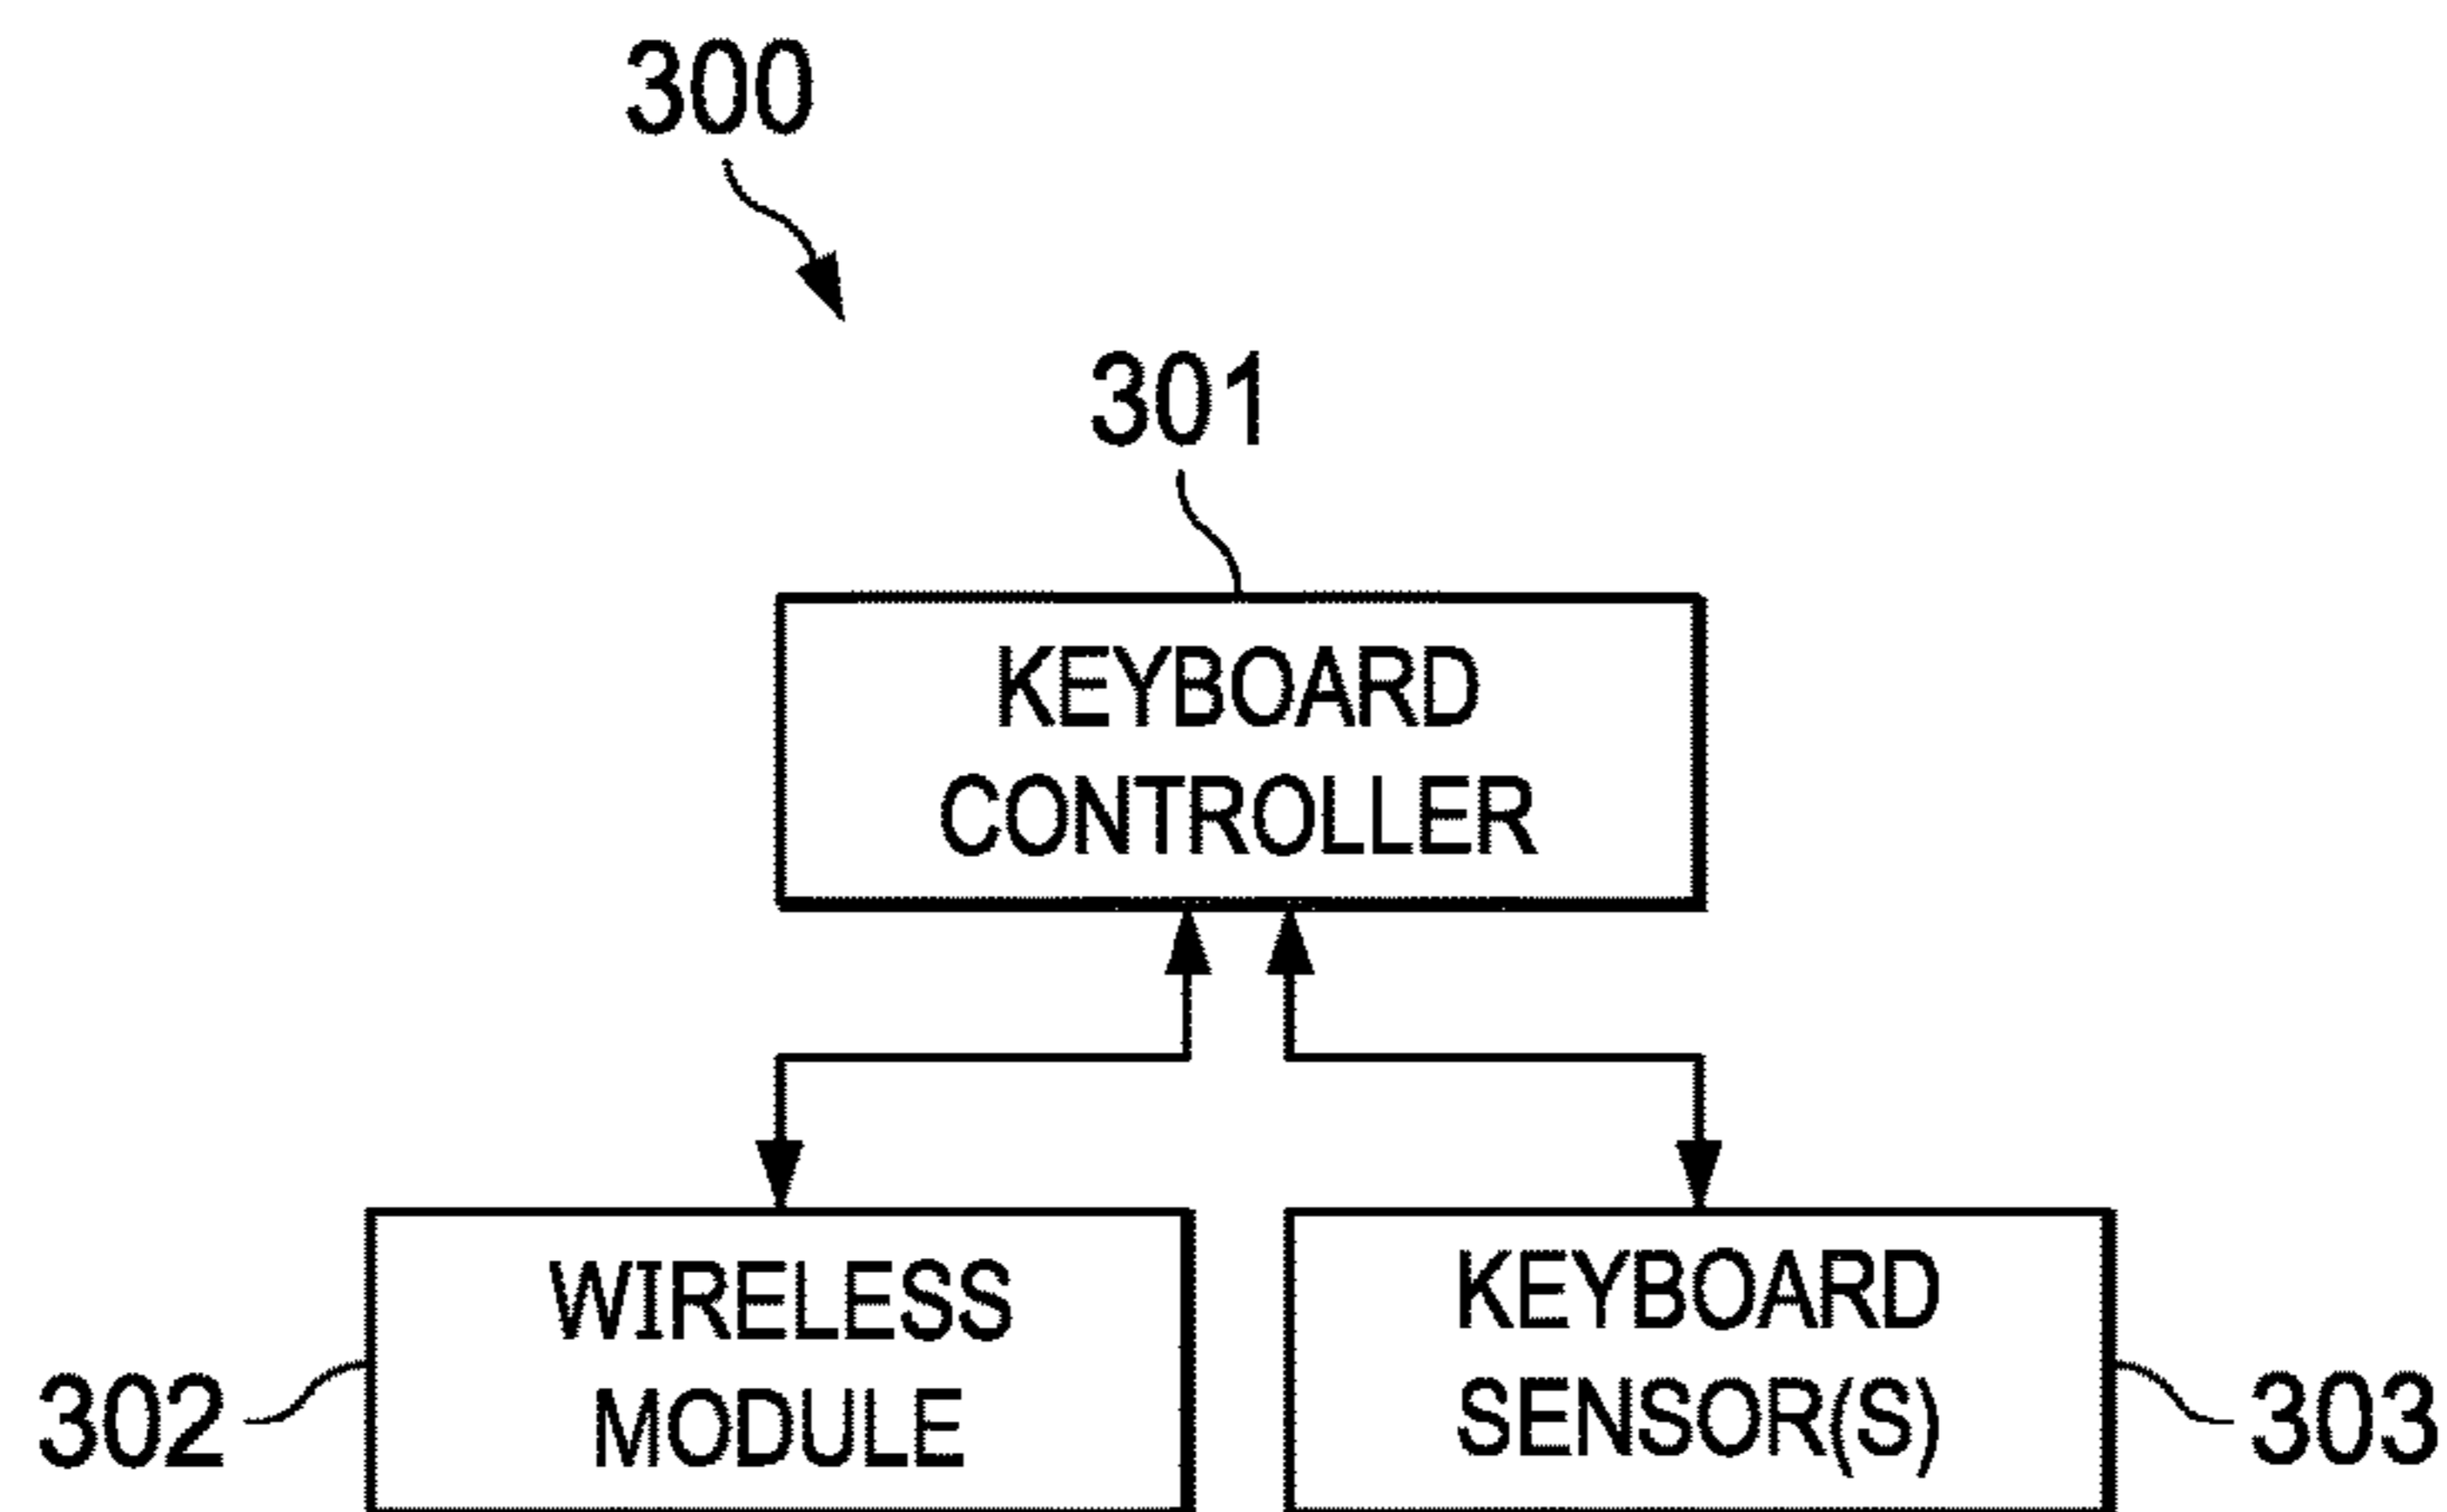 300
301
KEYBOARD
CONTROLLER
WIRELESS
MODULE
302
KEYBOARD
SENSOR(S)
303